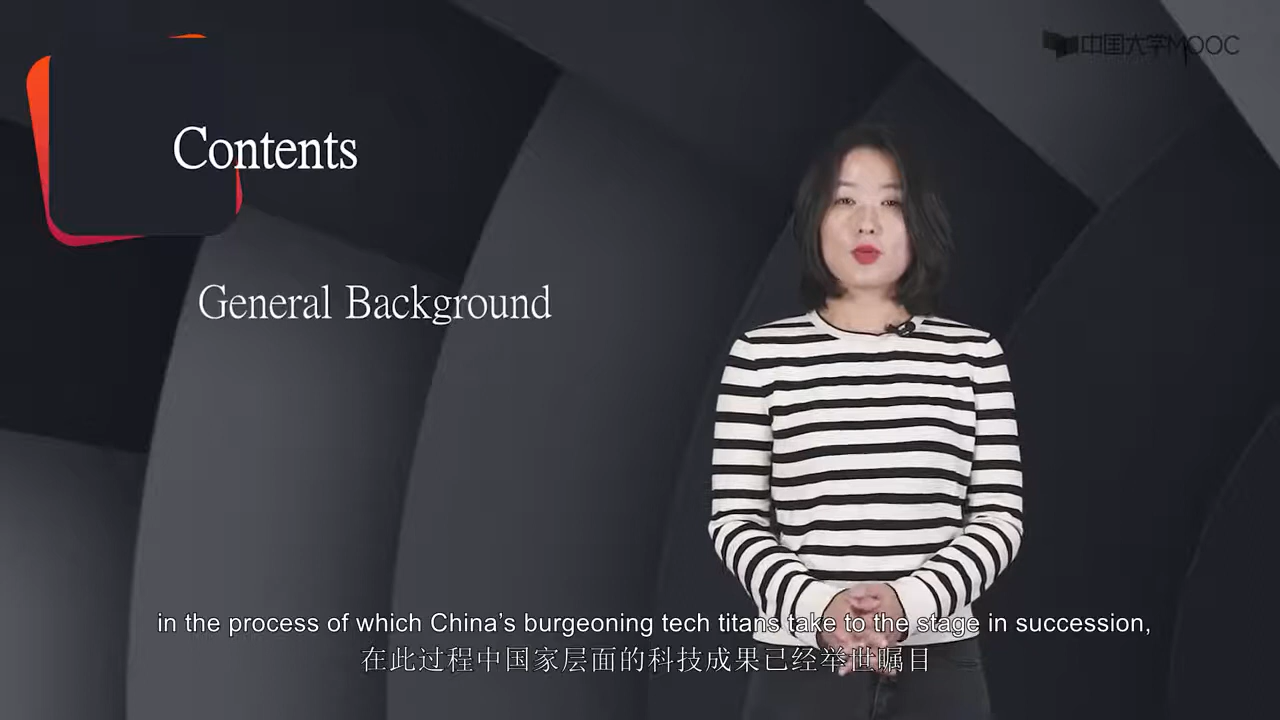 中国大学MOOC
Contents
General Background
in the process of which China's burgeoning tech titans take to the stage in succession,
在此过程中国家层面的科技成果已经举世瞩目